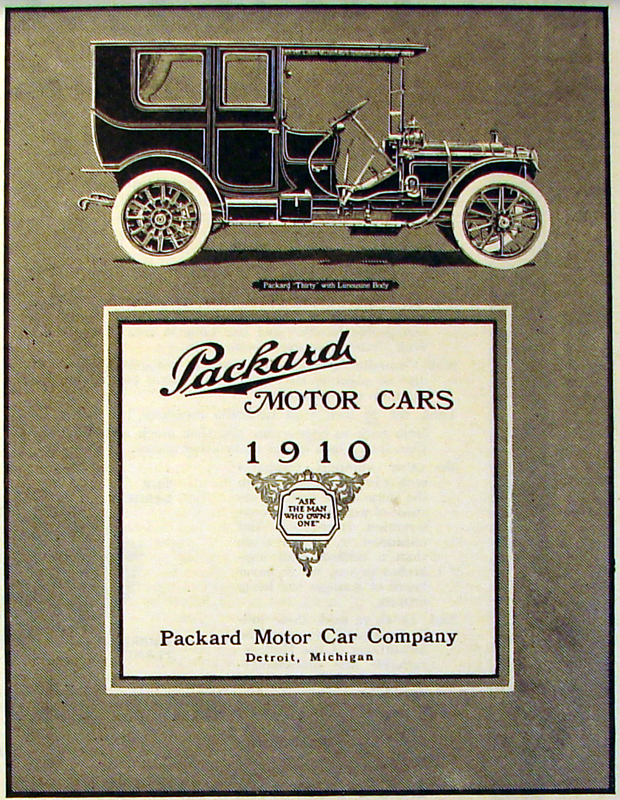 Packard "Thirty" with Limousine Body
Packard
MOTOR CARS
1910
"ASK
THE MAN
WHO OWNS
ONE"
Packard Motor Car Company
Detroit, Michigan